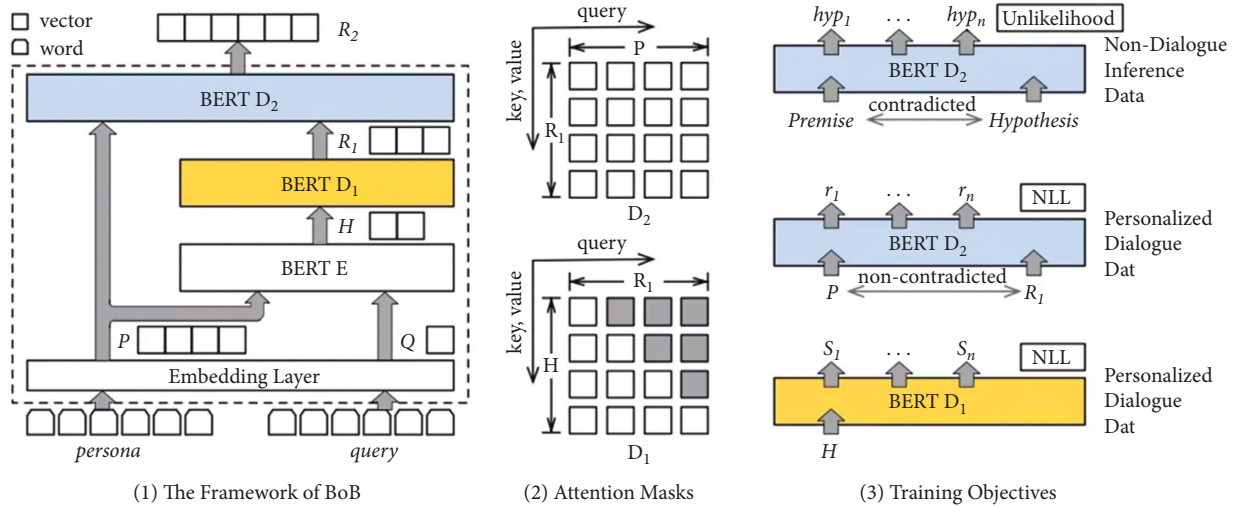 vector
word
R2
BERT D2
R1
BERT D1
H
BERT E
P
Q
Embedding Layer
persona
query
(1) The Framework of BoB
query
key, value
P
R1
D2
query
key, value
R1
H
D1
(2) Attention Masks
hyp1
. . .
hypn
Unlikelihood
BERT D2
Non-Dialogue
Inference
Data
contradicted
Premise
Hypothesis
r1
. . .
rn
NLL
BERT D2
Personalized
Dialogue
Dat
non-contradicted
P
R1
S1
. . .
Sn
NLL
BERT D1
Personalized
Dialogue
Dat
H
(3) Training Objectives